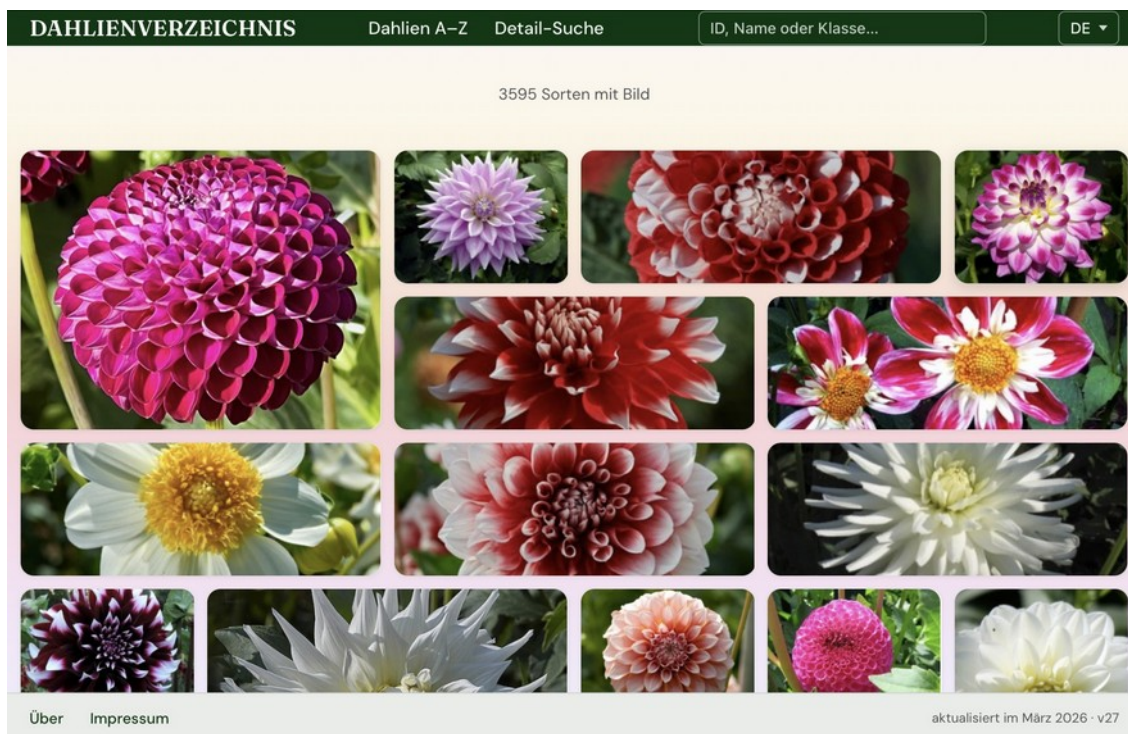 DAHLIENVERZEICHNIS Dahlien A–Z Detail-Suche ID, Name oder Klasse... DE
3595 Sorten mit Bild
Über Impressum aktualisiert im März 2026 · v27